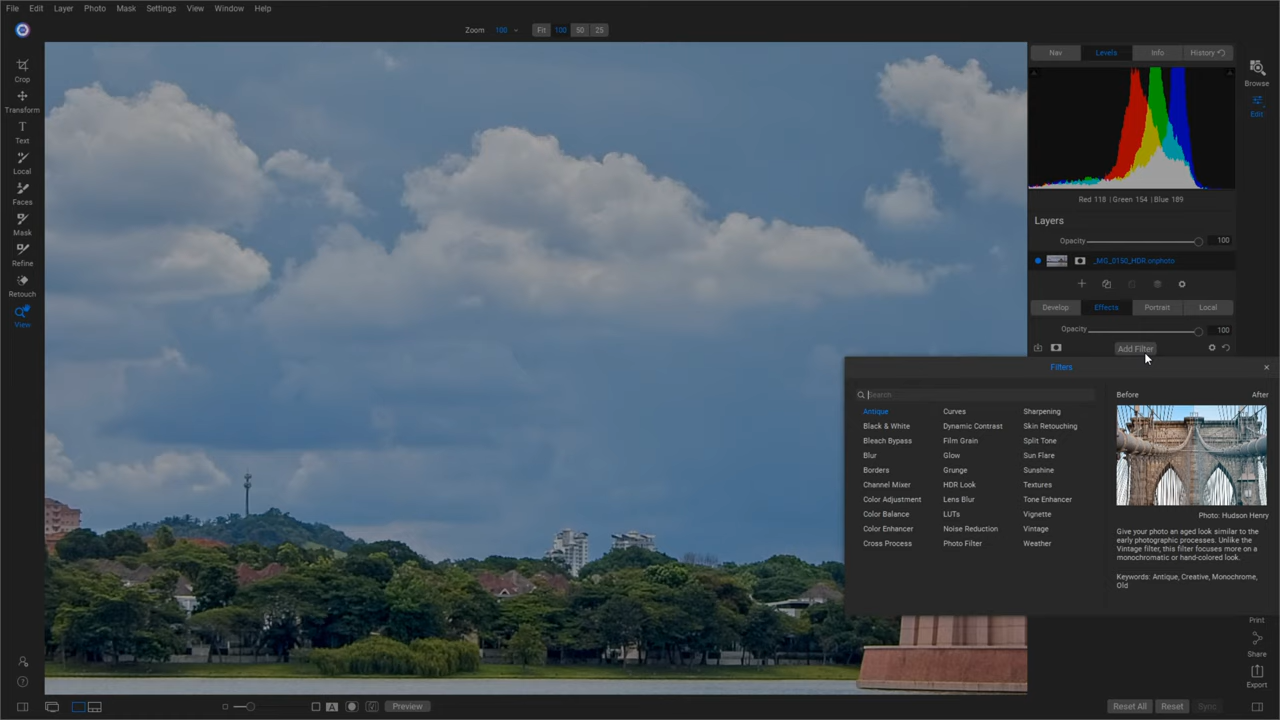 File Edit Layer Photo Mask Settings View Window Help
Zoom 100 Fit 100 50 25
Crop
Transform
Text
Local
Faces
Mask
Refine
Retouch
View
Nav Levels Info History
Browse
Edit
Red 118 | Green 154 | Blue 189
Layers
Opacity 100
_MG_0150_HDR.onphoto
Develop Effects Portrait Local
Opacity 100
Add Filter
Filters
Search
Before After
Antique Curves Sharpening
Black & White Dynamic Contrast Skin Retouching
Bleach Bypass Film Grain Split Tone
Blur Glow Sun Flare
Borders Grunge Sunshine
Channel Mixer HDR Look Textures
Color Adjustment Lens Blur Tone Enhancer
Color Balance LUTs Vignette
Color Enhancer Noise Reduction Vintage
Cross Process Photo Filter Weather
Photo: Hudson Henry
Give your photo an aged look similar to the
early photographic processes. Unlike the
Vintage filter, this filter focuses more on a
monochromatic or hand-colored look.
Keywords: Antique, Creative, Monochrome,
Old
Print
Share
Export
A Preview
Reset All Reset Sync